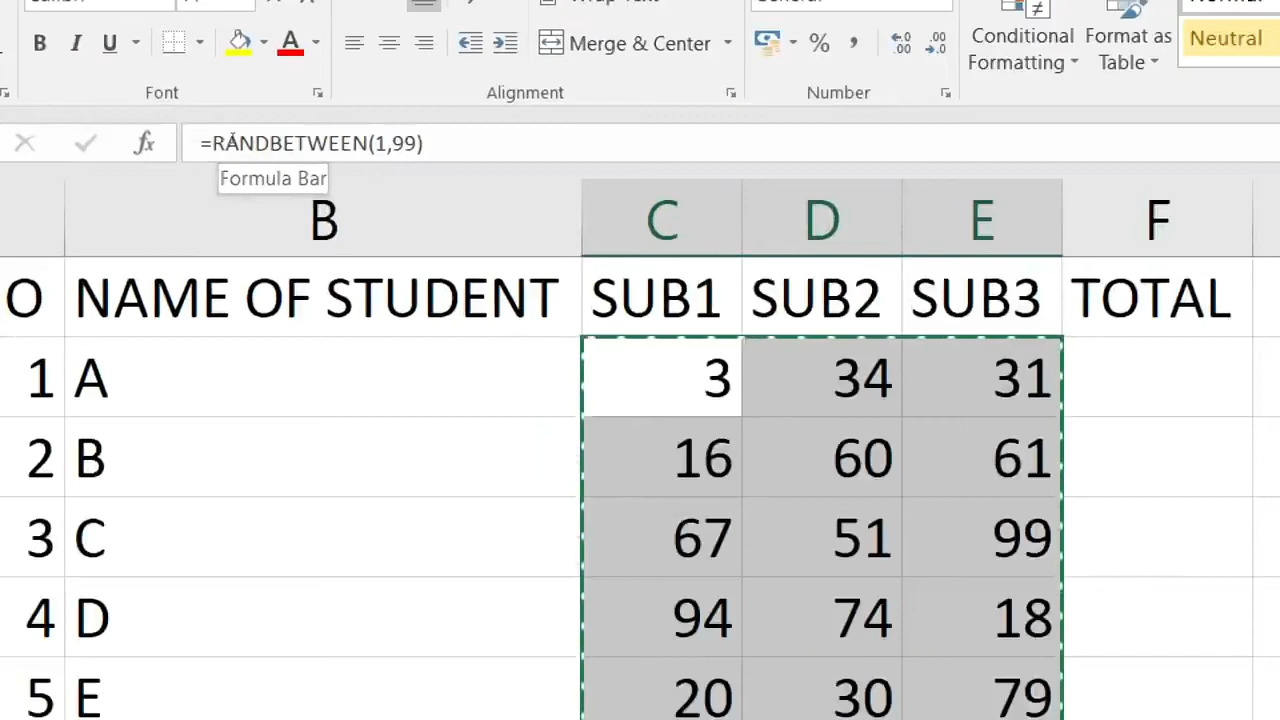 B I U A Merge & Center % Conditional Format as Neutral
Formatting Table
Font Alignment Number
fx =RANDBETWEEN(1,99)
Formula Bar
B C D E F
O NAME OF STUDENT SUB1 SUB2 SUB3 TOTAL
1 A 3 34 31
2 B 16 60 61
3 C 67 51 99
4 D 94 74 18
5 E 20 30 79